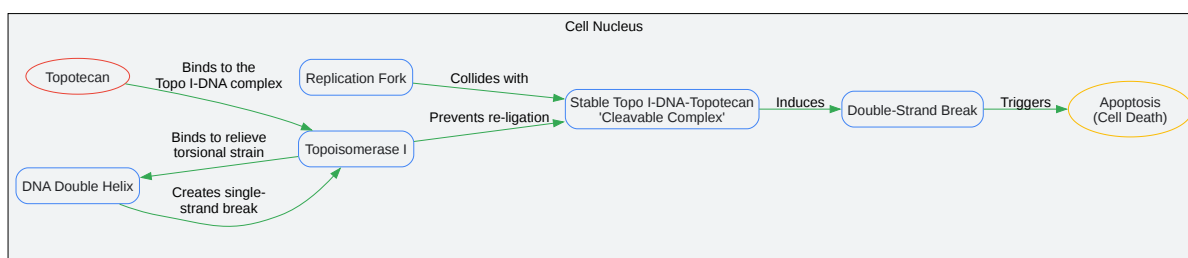 Cell Nucleus
Topotecan
Binds to the
Topo I-DNA complex
Replication Fork
Collides with
Stable Topo I-DNA-Topotecan
'Cleavable Complex'
Induces
Double-Strand Break
Triggers
Apoptosis
(Cell Death)
Prevents re-ligation
Binds to relieve
torsional strain
Topoisomerase I
DNA Double Helix
Creates single-
strand break